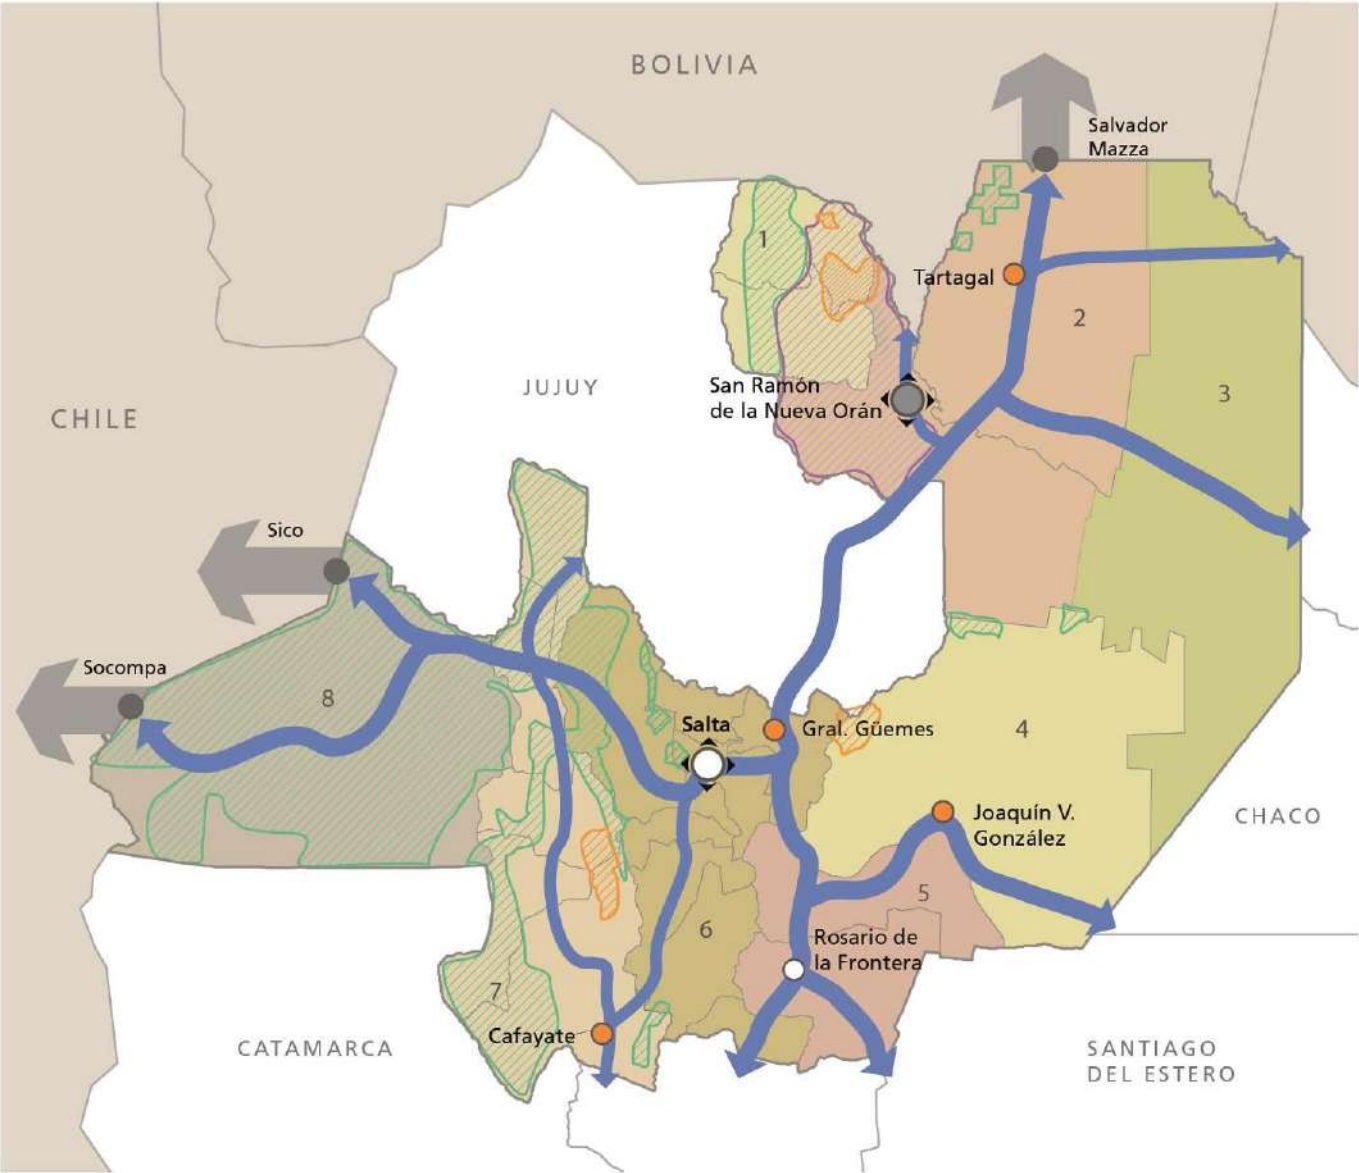 BOLIVIA
Salvador
Mazza
1
Tartagal
2
JUJUY
San Ramón
de la Nueva Orán
3
CHILE
Sico
Socompa
8
Salta
Gral. Güemes
4
Joaquín V.
González
CHACO
5
6
Rosario de
la Frontera
7
Cafayate
CATAMARCA
SANTIAGO
DEL ESTERO